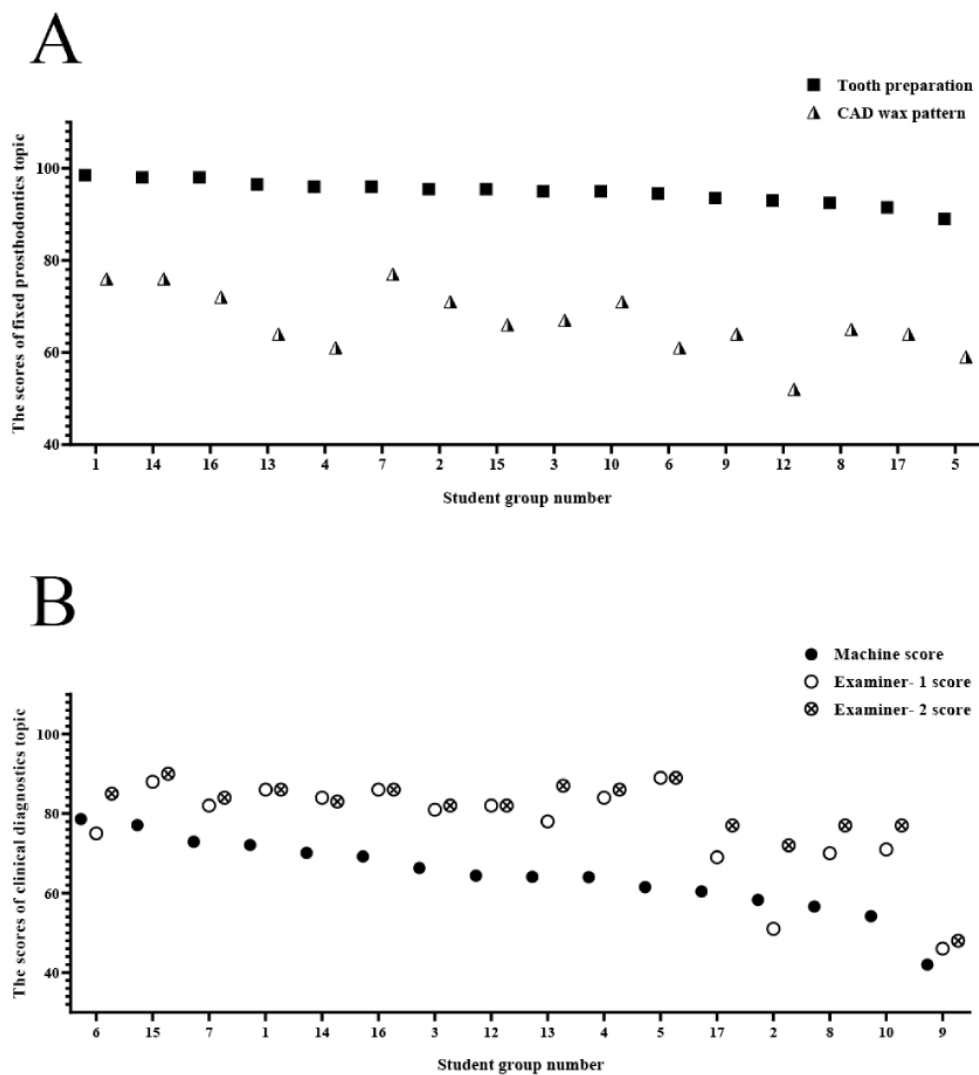 A
Tooth preparation
CAD wax pattern
The scores of fixed prosthodontics topic
100
80
60
40
1 14 16 13 4 7 2 15 3 10 6 9 12 8 17 5
Student group number
B
Machine score
Examiner- 1 score
Examiner- 2 score
The scores of clinical diagnostics topic
100
80
60
40
6 15 7 1 14 16 3 12 13 4 5 17 2 8 10 9
Student group number